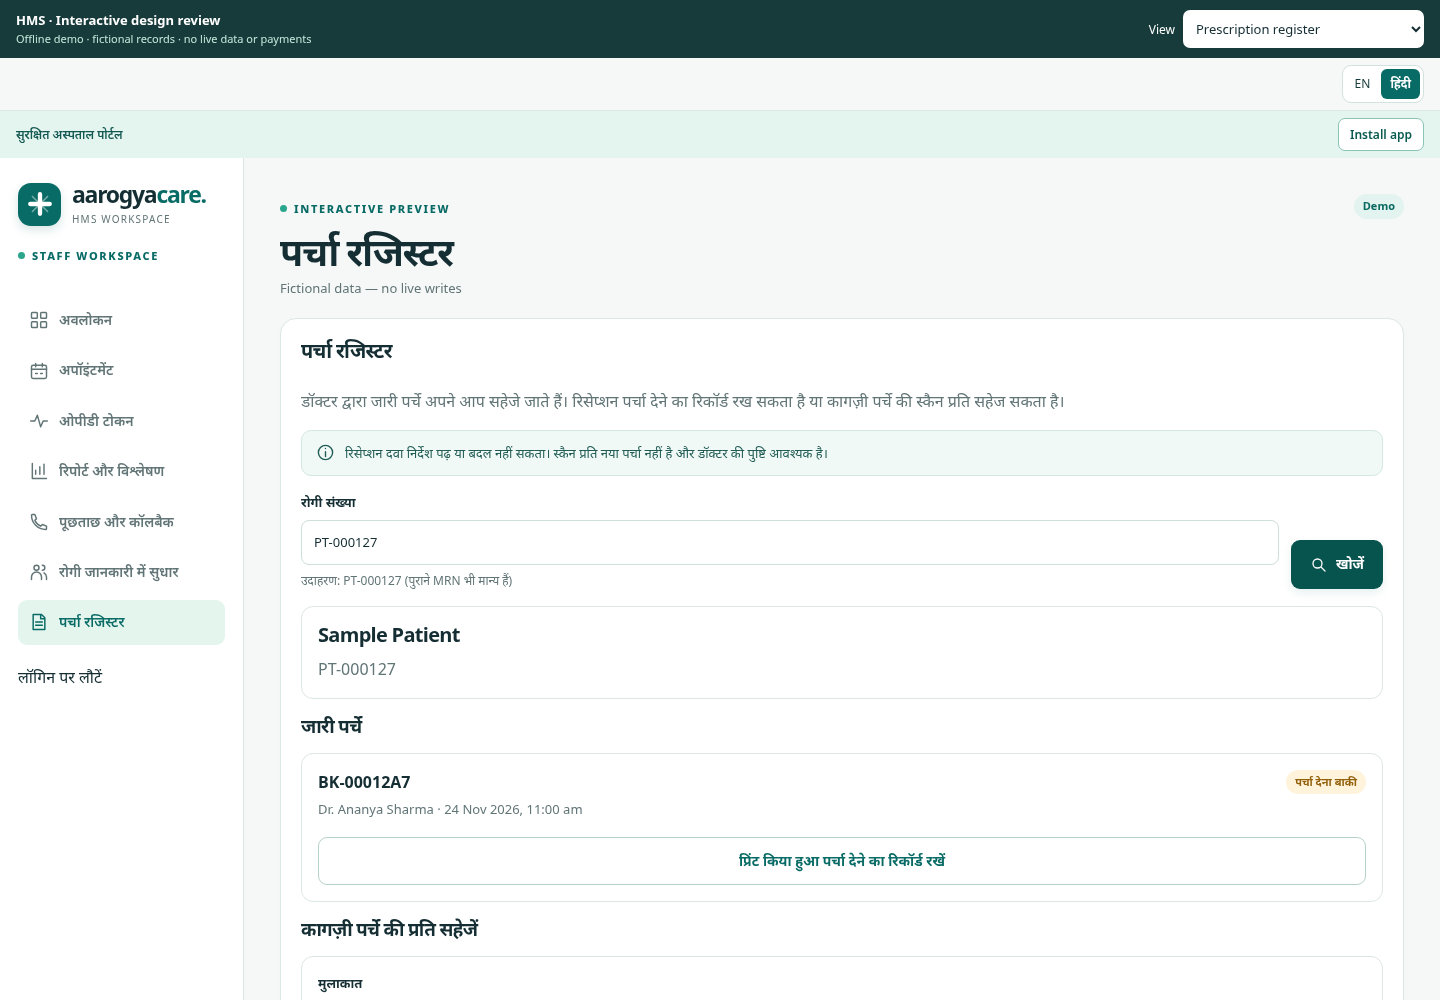 HMS · Interactive design review
Offline demo · fictional records · no live data or payments
View
Prescription register
EN
हिंदी
सुरक्षित अस्पताल पोर्टल
Install app
aarogyacare.
HMS WORKSPACE
STAFF WORKSPACE
अवलोकन
अपॉइंटमेंट
ओपीडी टोकन
रिपोर्ट और विश्लेषण
पूछताछ और कॉलबैक
रोगी जानकारी में सुधार
पर्चा रजिस्टर
लॉगिन पर लौटें
INTERACTIVE PREVIEW
Demo
पर्चा रजिस्टर
Fictional data — no live writes
पर्चा रजिस्टर
डॉक्टर द्वारा जारी पर्चे अपने आप सहेजे जाते हैं। रिसेप्शन पर्चा देने का रिकॉर्ड रख सकता है या कागज़ी पर्चे की स्कैन प्रति सहेज सकता है।
रिसेप्शन दवा निर्देश पढ़ या बदल नहीं सकता। स्कैन प्रति नया पर्चा नहीं है और डॉक्टर की पुष्टि आवश्यक है।
रोगी संख्या
PT-000127
खोजें
उदाहरण: PT-000127 (पुराने MRN भी मान्य हैं)
Sample Patient
PT-000127
जारी पर्चे
BK-00012A7
पर्चा देना बाकी
Dr. Ananya Sharma · 24 Nov 2026, 11:00 am
प्रिंट किया हुआ पर्चा देने का रिकॉर्ड रखें
कागज़ी पर्चे की प्रति सहेजें
मुलाकात